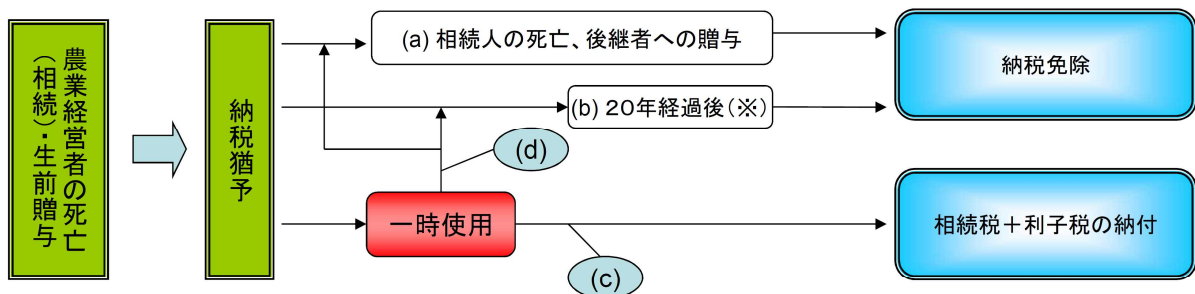 農業経営者の死亡
(相続)・生前贈与
納税猶予
(a) 相続人の死亡、後継者への贈与
納税免除
(b) 20年経過後(※)
(d)
一時使用
相続税+利子税の納付
(c)